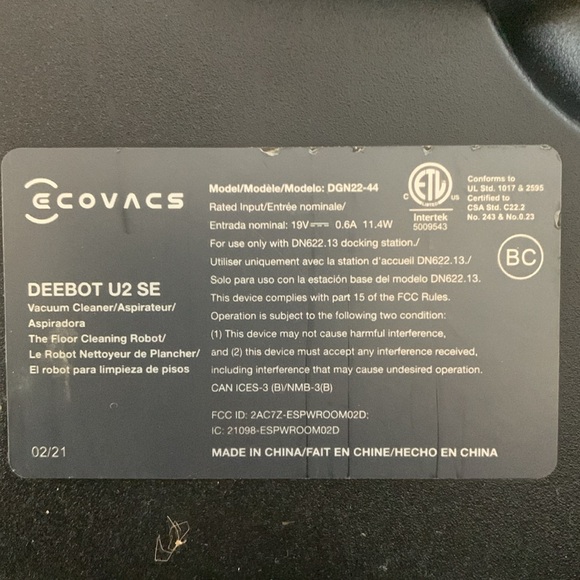 ECOVACS
DEEBOT U2 SE
Vacuum Cleaner/Aspirateur/
Aspiradora
The Floor Cleaning Robot/
Le Robot Nettoyeur de Plancher/
El robot para limpieza de pisos
02/21
Model/Modèle/Modelo: DGN22-44
Rated Input/Entrée nominale/
Entrada nominal: 19V⎓ 0.6A 11.4W
For use only with DN622.13 docking station./
Utiliser uniquement avec la station d'accueil DN622.13./
Solo para uso con la estación base del modelo DN622.13.
This device complies with part 15 of the FCC Rules.
Operation is subject to the following two condition:
(1) This device may not cause harmful interference,
and (2) this device must accept any interference received,
including interference that may cause undesired operation.
CAN ICES-3 (B)/NMB-3(B)
FCC ID: 2AC7Z-ESPWROOM02D;
IC: 21098-ESPWROOM02D
MADE IN CHINA/FAIT EN CHINE/HECHO EN CHINA
ETL
C US
LISTED
Intertek
5009543
Conforms to
UL Std. 1017 & 2595
Certified to
CSA Std. C22.2
No. 243 & No.0.23
BC